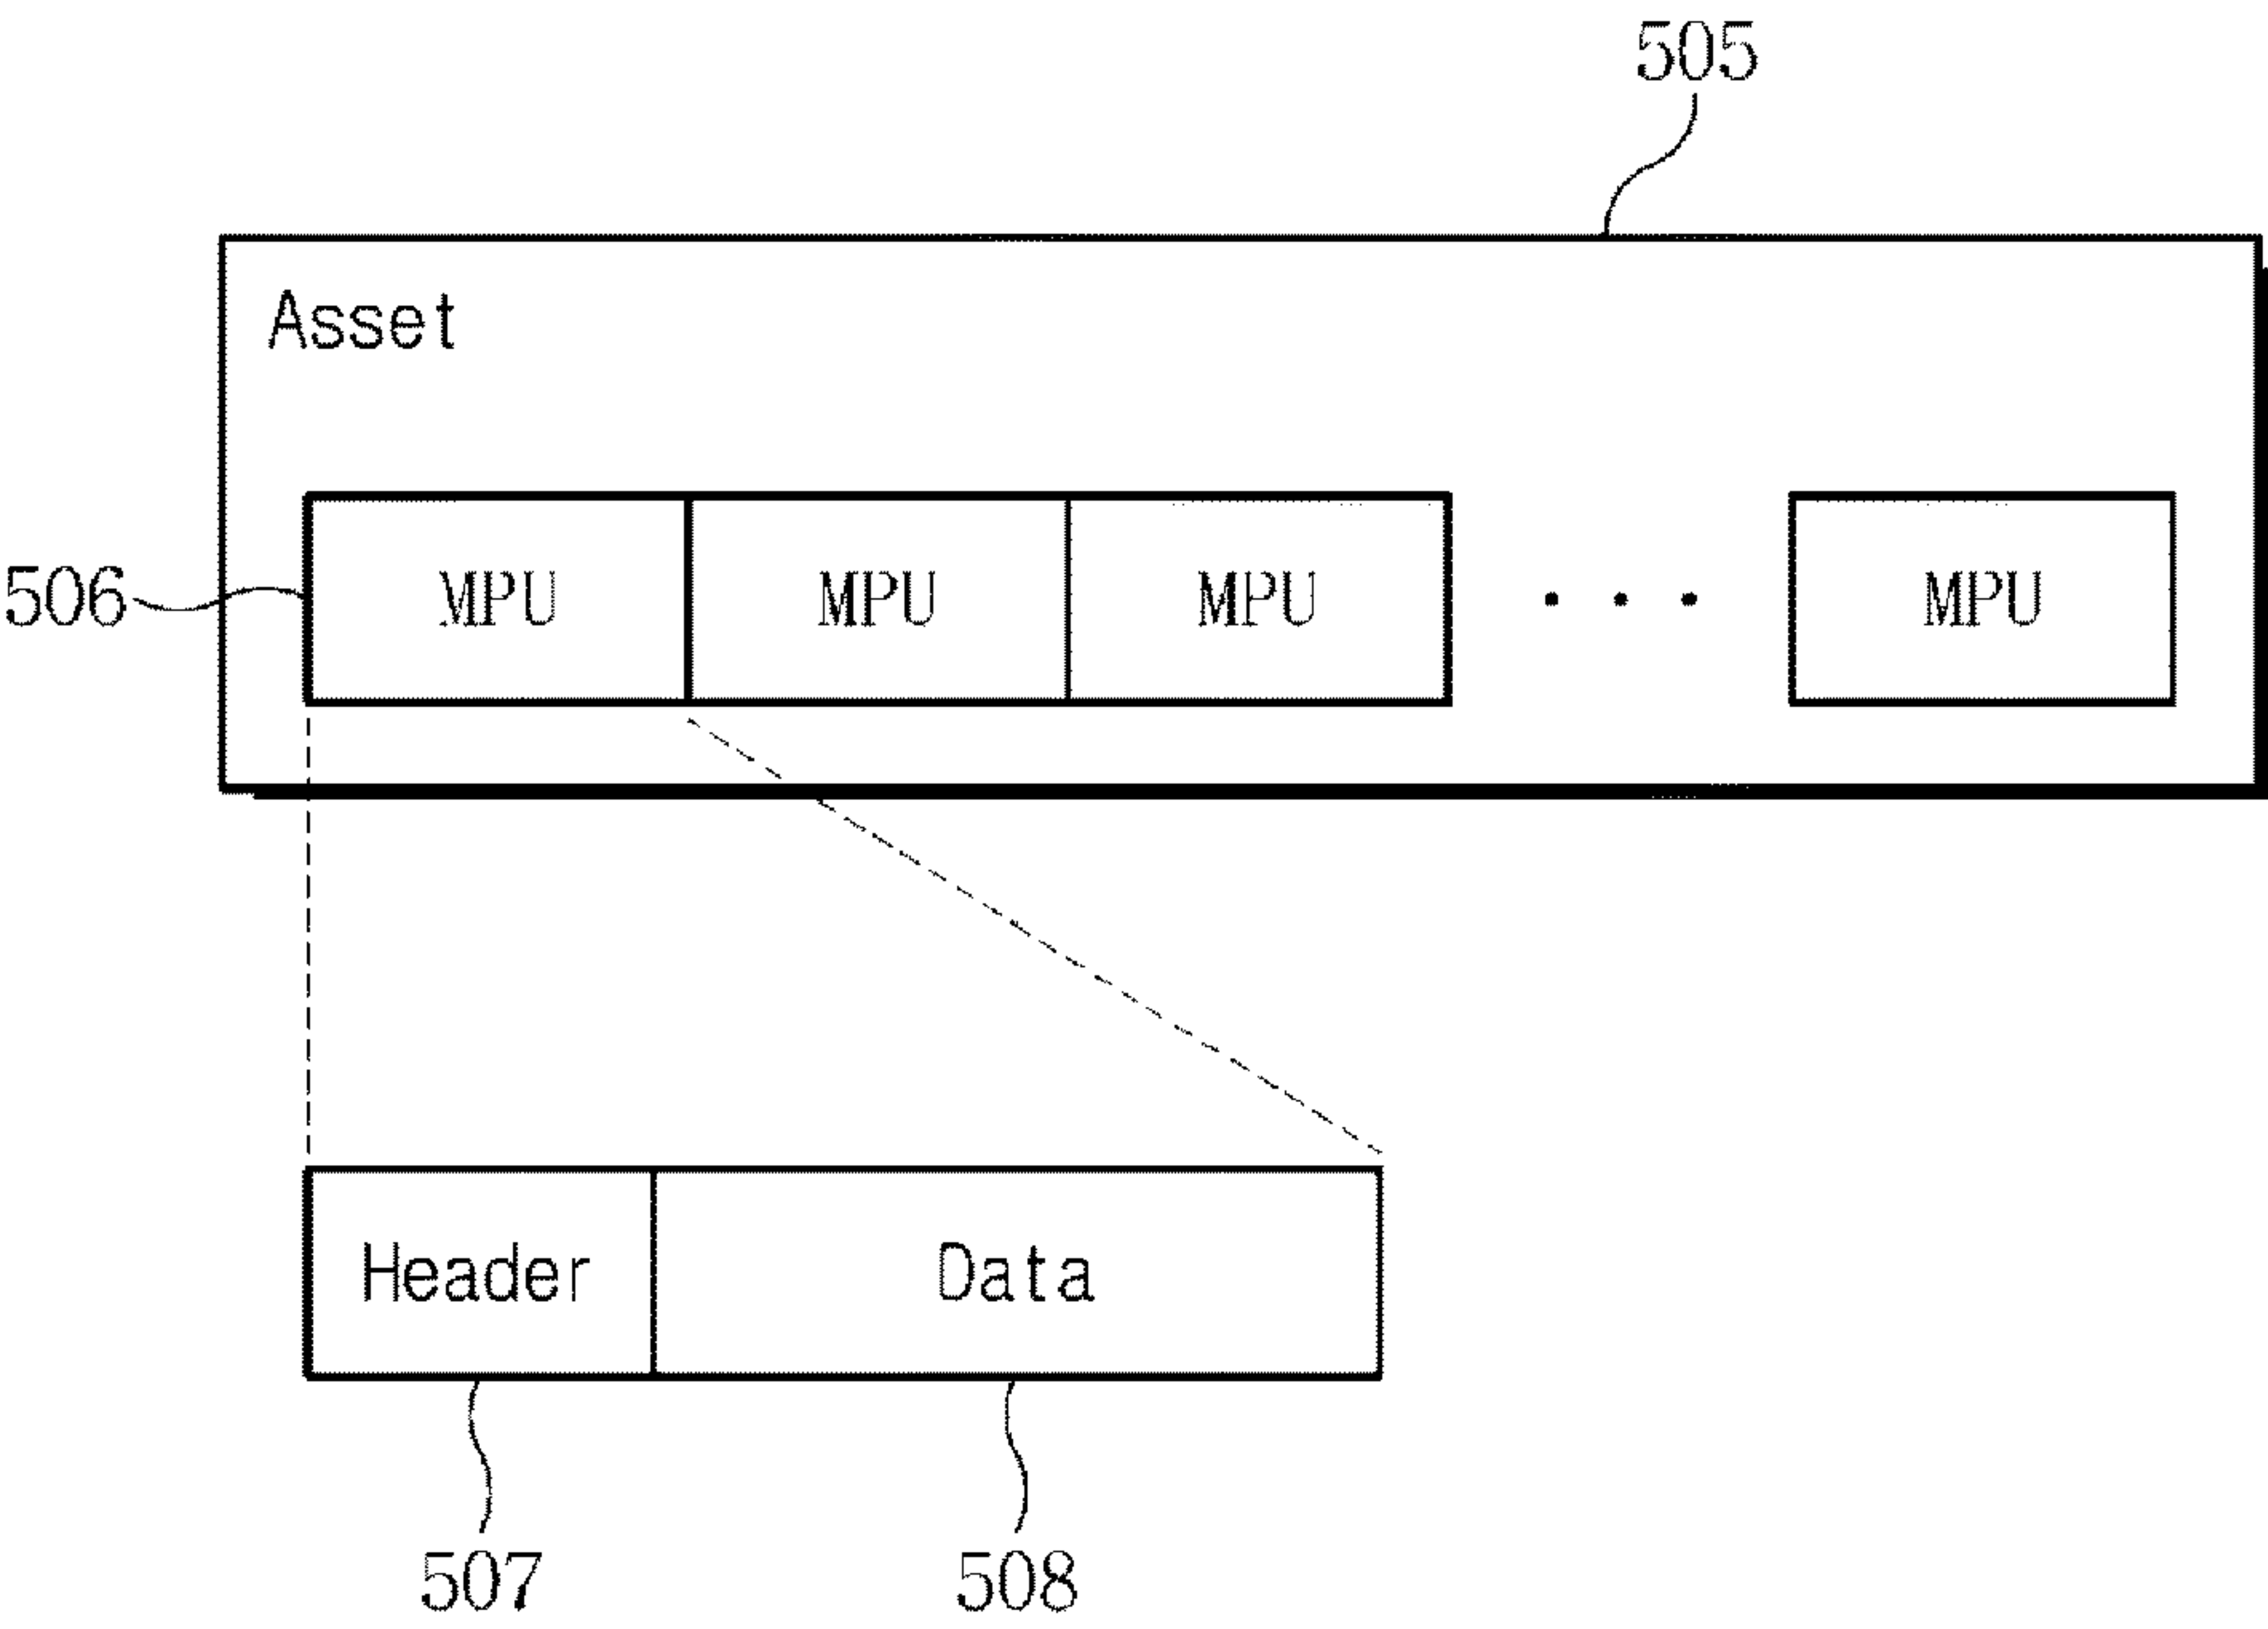 505
Asset
506 MPU MPU MPU . . . MPU
Header Data
507 508